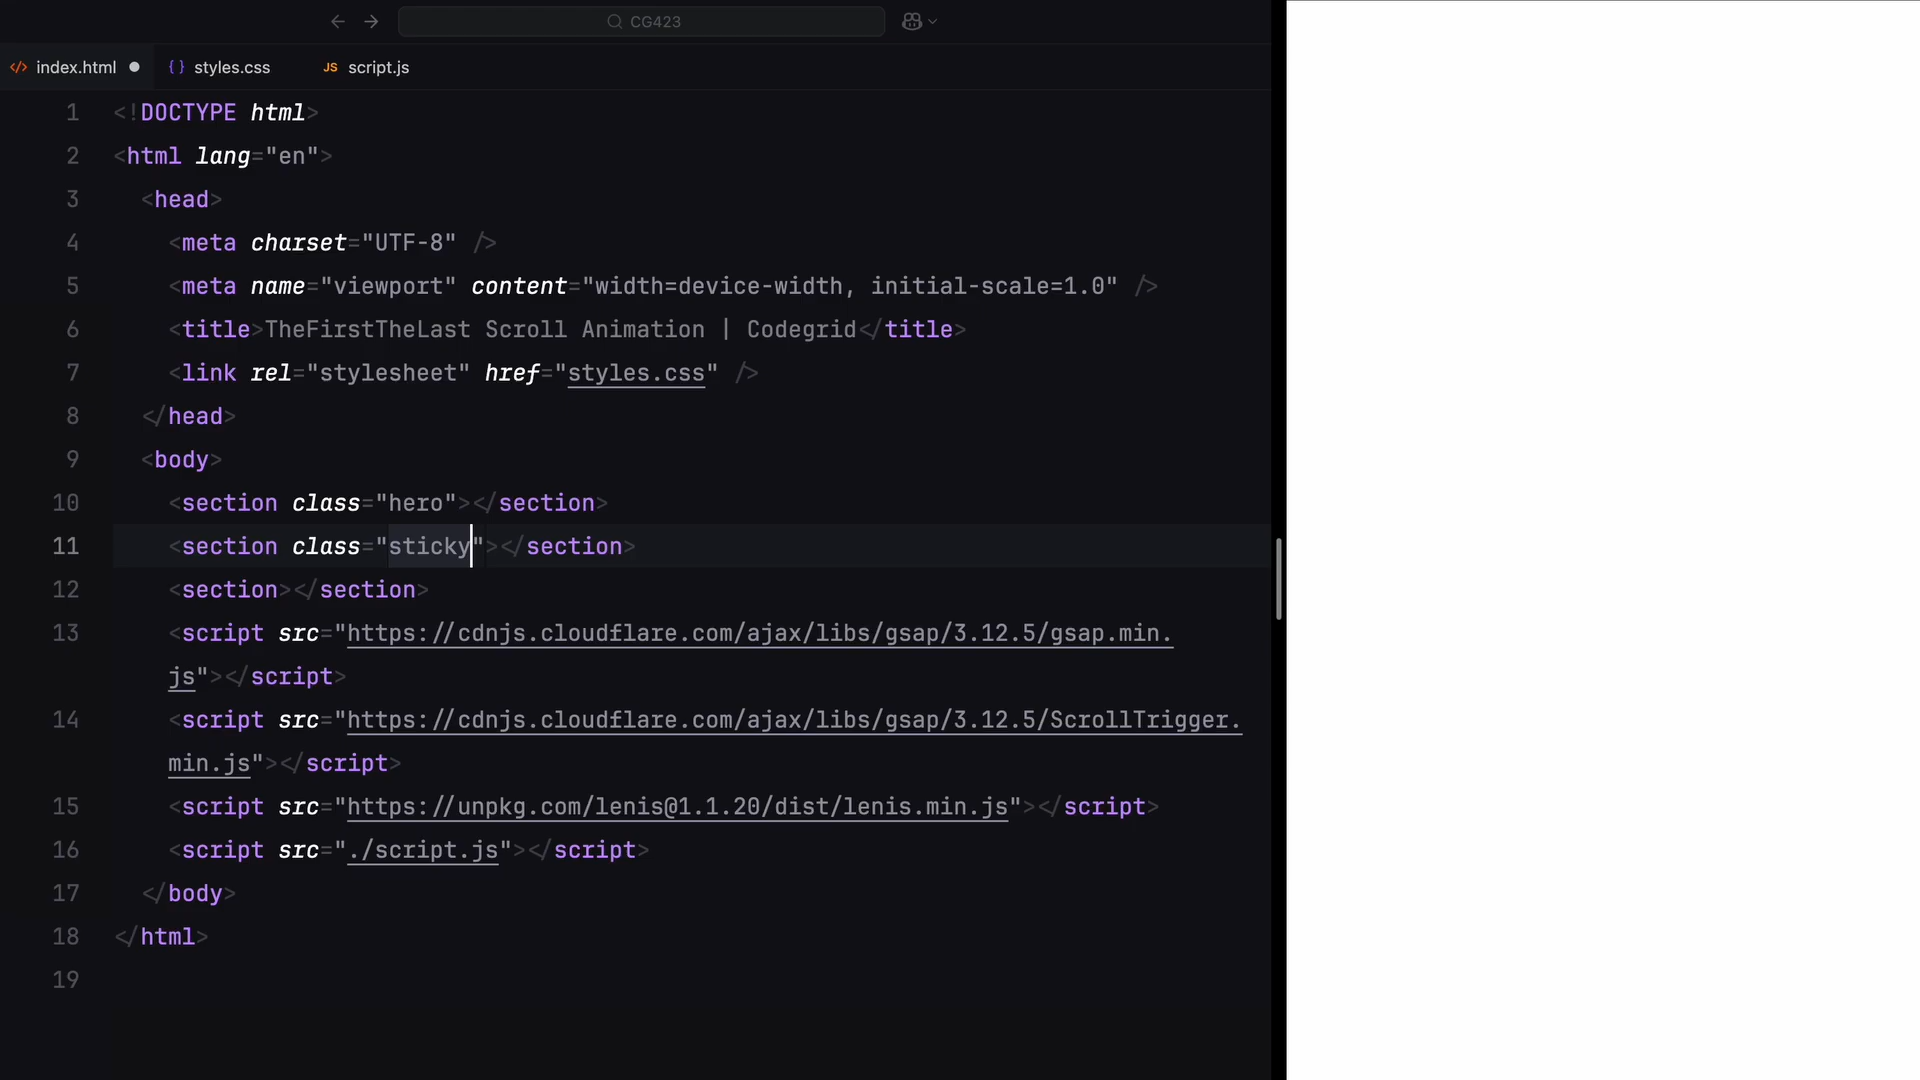 CG423
index.html
styles.css
JS script.js
1 <!DOCTYPE html>
2 <html lang="en">
3 <head>
4 <meta charset="UTF-8" />
5 <meta name="viewport" content="width=device-width, initial-scale=1.0" />
6 <title>TheFirstTheLast Scroll Animation | Codegrid</title>
7 <link rel="stylesheet" href="styles.css" />
8 </head>
9 <body>
10 <section class="hero"></section>
11 <section class="sticky"></section>
12 <section></section>
13 <script src="https://cdnjs.cloudflare.com/ajax/libs/gsap/3.12.5/gsap.min.
js"></script>
14 <script src="https://cdnjs.cloudflare.com/ajax/libs/gsap/3.12.5/ScrollTrigger.
min.js"></script>
15 <script src="https://unpkg.com/lenis@1.1.20/dist/lenis.min.js"></script>
16 <script src="./script.js"></script>
17 </body>
18 </html>
19